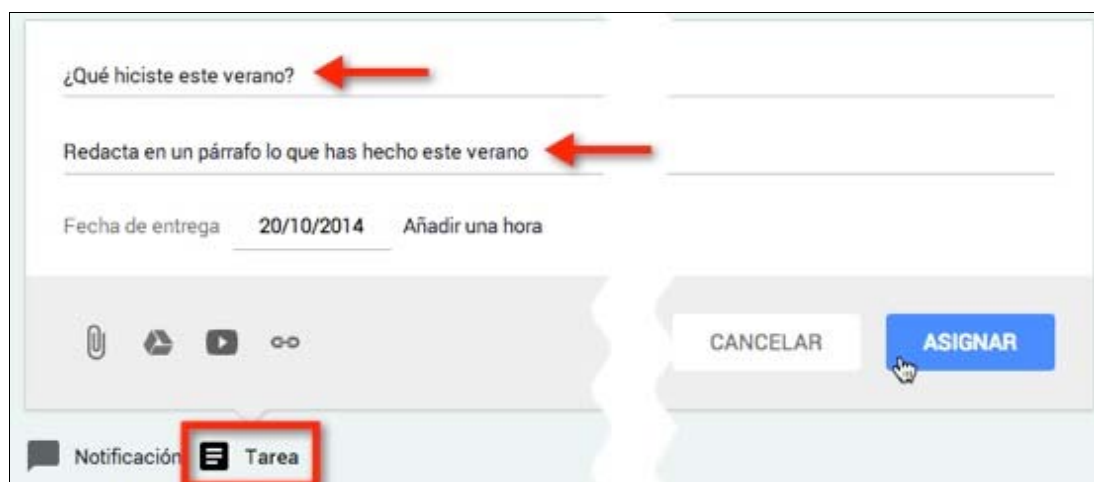 ¿Qué hiciste este verano?
Redacta en un párrafo lo que has hecho este verano
Fecha de entrega 20/10/2014 Añadir una hora
CANCELAR ASIGNAR
Notificación Tarea